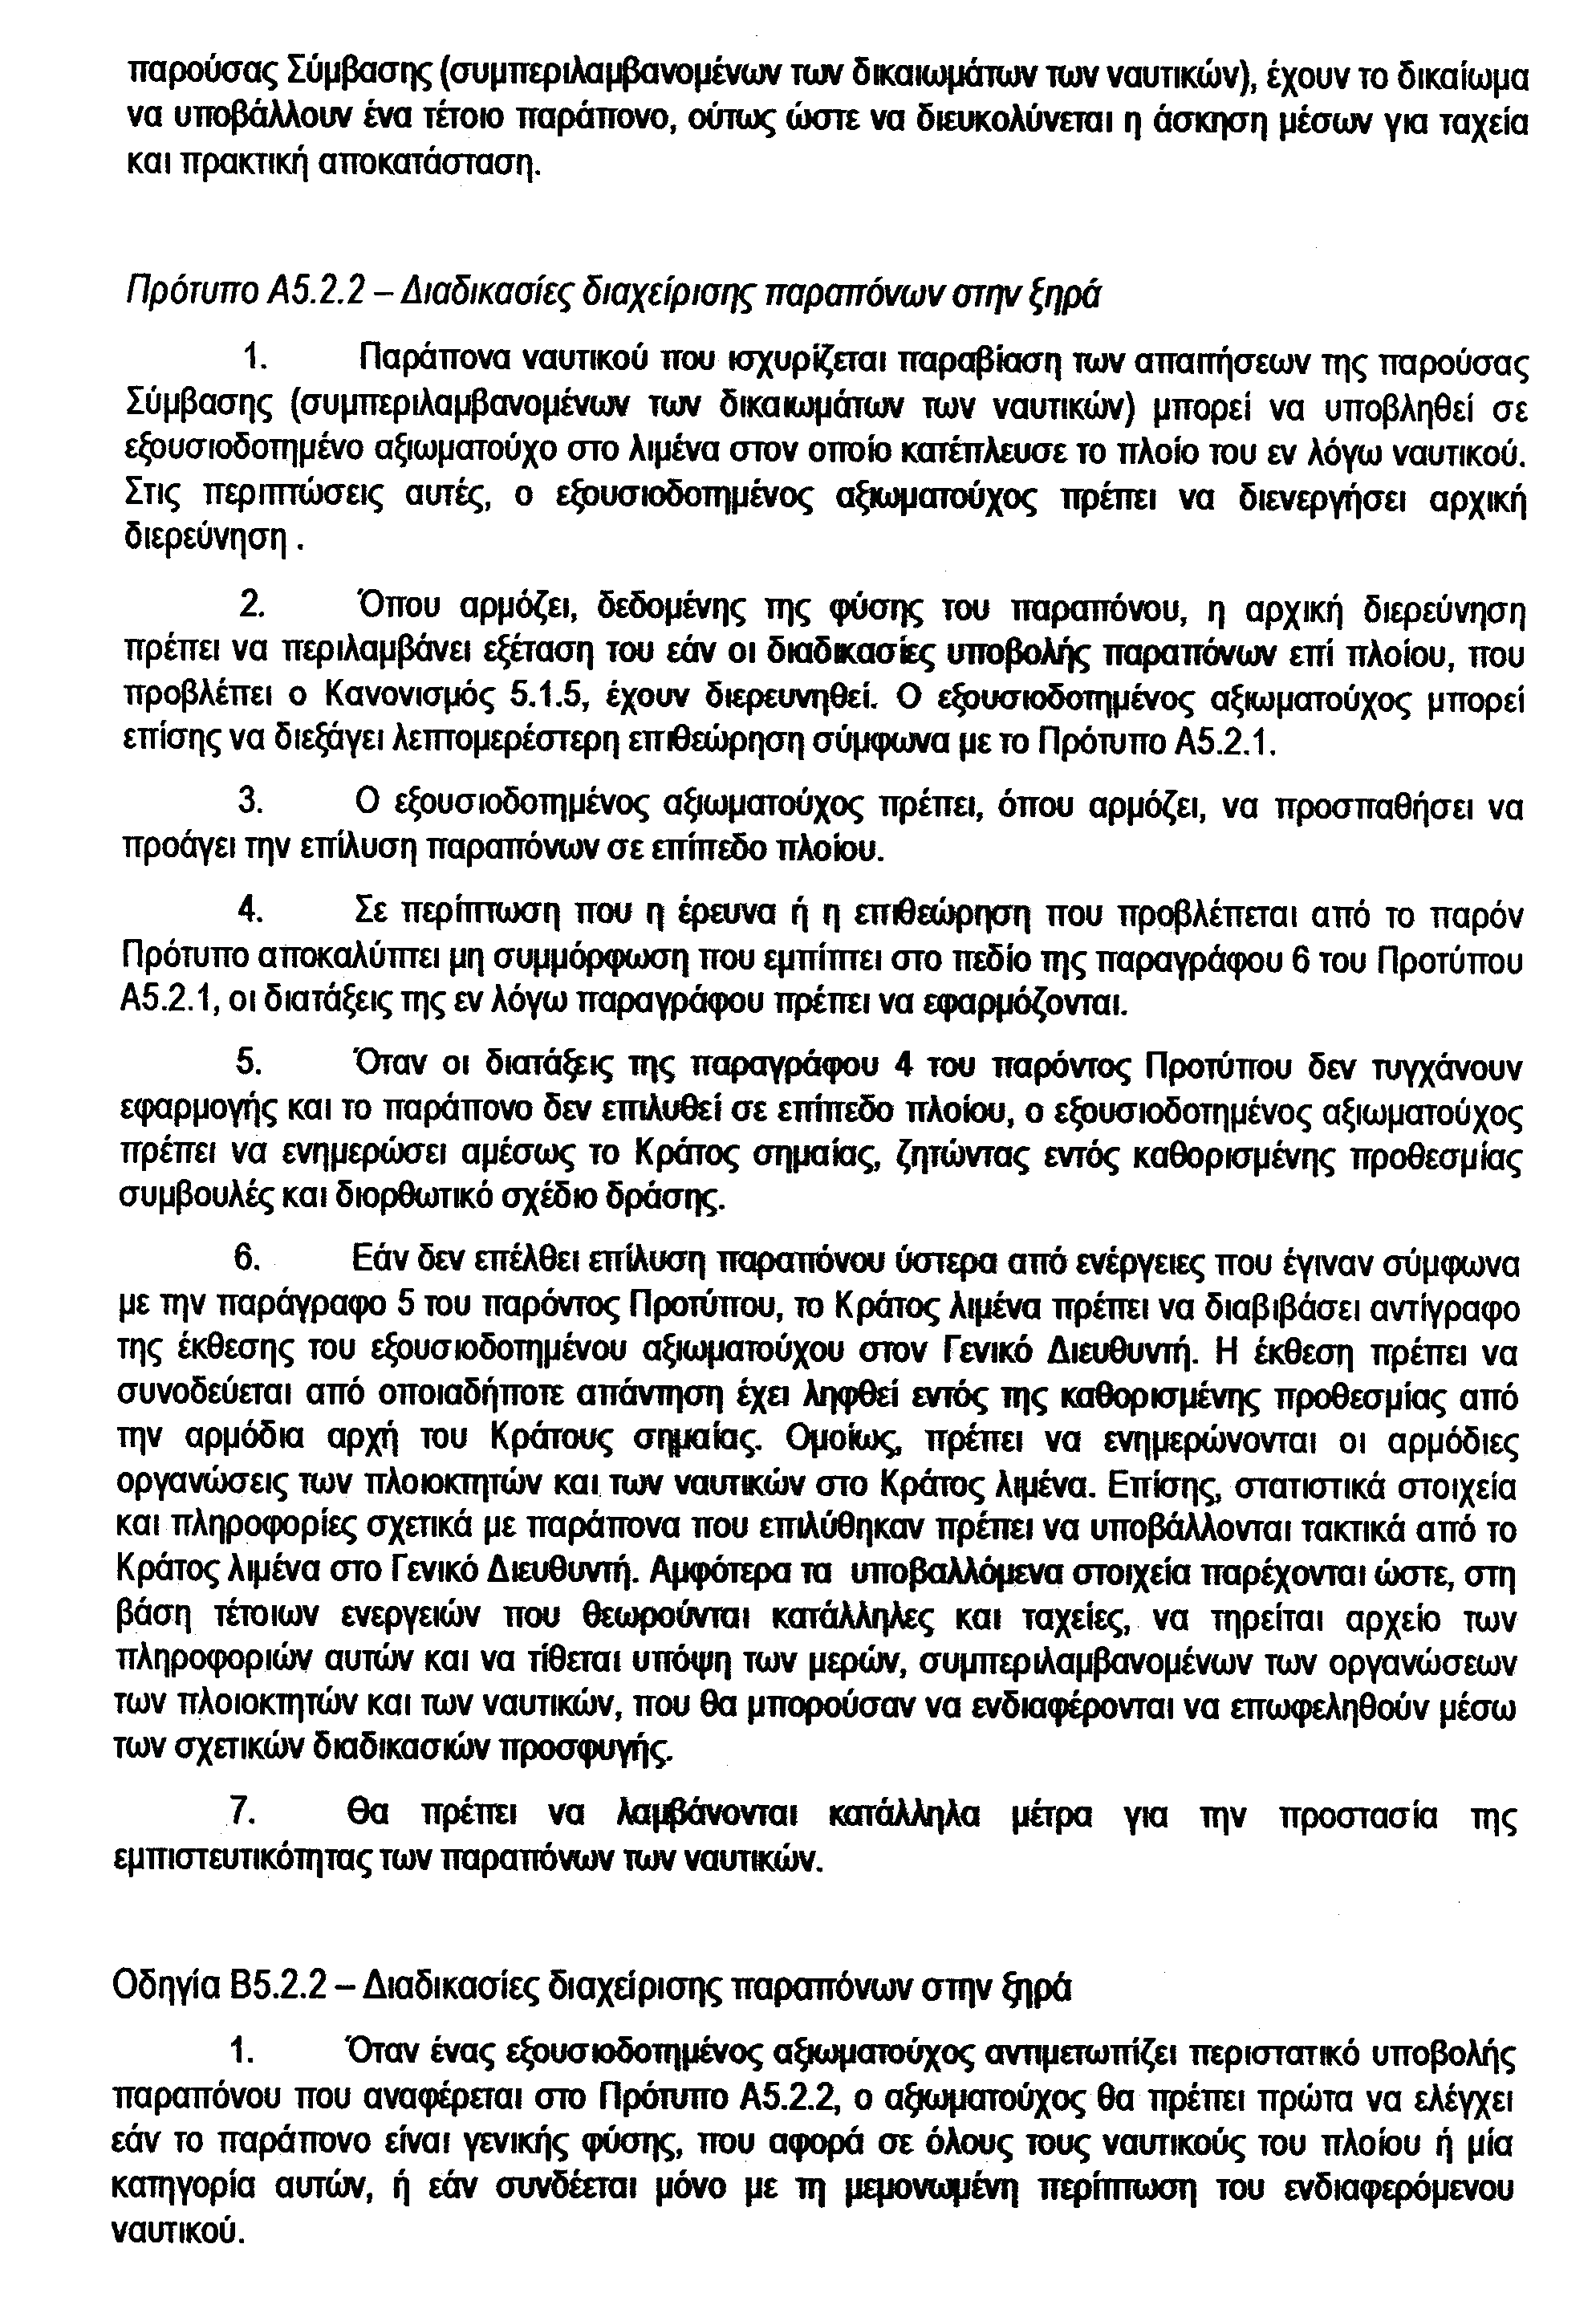 παρούσας Σύμβασης (συμπεριλαμβανομένων των δικαιωμάτων των ναυτικών), έχουν το δικαίωμα
να υποβάλλουν ένα τέτοιο παράπονο, ούτως ώστε να διευκολύνεται η άσκηση μέσων για ταχεία
και πρακτική αποκατάσταση.
Πρότυπο Α5.2.2 – Διαδικασίες διαχείρισης παραπόνων στην ξηρά
1. Παράπονα ναυτικού που ισχυρίζεται παραβίαση των απαιτήσεων της παρούσας
Σύμβασης (συμπεριλαμβανομένων των δικαιωμάτων των ναυτικών) μπορεί να υποβληθεί σε
εξουσιοδοτημένο αξιωματούχο στο λιμένα στον οποίο κατέπλευσε το πλοίο του εν λόγω ναυτικού.
Στις περιπτώσεις αυτές, ο εξουσιοδοτημένος αξιωματούχος πρέπει να διενεργήσει αρχική
διερεύνηση .
2. Όπου αρμόζει, δεδομένης της φύσης του παραπόνου, η αρχική διερεύνηση
πρέπει να περιλαμβάνει εξέταση του εάν οι διαδικασίες υποβολής παραπόνων επί πλοίου, που
προβλέπει ο Κανονισμός 5.1.5, έχουν διερευνηθεί. Ο εξουσιοδοτημένος αξιωματούχος μπορεί
επίσης να διεξάγει λεπτομερέστερη επιθεώρηση σύμφωνα με το Πρότυπο Α5.2.1.
3. Ο εξουσιοδοτημένος αξιωματούχος πρέπει, όπου αρμόζει, να προσπαθήσει να
προάγει την επίλυση παραπόνων σε επίπεδο πλοίου.
4. Σε περίπτωση που η έρευνα ή η επιθεώρηση που προβλέπεται από το παρόν
Πρότυπο αποκαλύπτει μη συμμόρφωση που εμπίπτει στο πεδίο της παραγράφου 6 του Προτύπου
Α5.2.1, οι διατάξεις της εν λόγω παραγράφου πρέπει να εφαρμόζονται.
5. Όταν οι διατάξεις της παραγράφου 4 του παρόντος Προτύπου δεν τυγχάνουν
εφαρμογής και το παράπονο δεν επιλυθεί σε επίπεδο πλοίου, ο εξουσιοδοτημένος αξιωματούχος
πρέπει να ενημερώσει αμέσως το Κράτος σημαίας, ζητώντας εντός καθορισμένης προθεσμίας
συμβουλές και διορθωτικό σχέδιο δράσης.
6. Εάν δεν επέλθει επίλυση παραπόνου ύστερα από ενέργειες που έγιναν σύμφωνα
με την παράγραφο 5 του παρόντος Προτύπου, το Κράτος λιμένα πρέπει να διαβιβάσει αντίγραφο
της έκθεσης του εξουσιοδοτημένου αξιωματούχου στον Γενικό Διευθυντή. Η έκθεση πρέπει να
συνοδεύεται από οποιαδήποτε απάντηση έχει ληφθεί εντός της καθορισμένης προθεσμίας από
την αρμόδια αρχή του Κράτους σημαίας. Ομοίως, πρέπει να ενημερώνονται οι αρμόδιες
οργανώσεις των πλοιοκτητών και των ναυτικών στο Κράτος λιμένα. Επίσης, στατιστικά στοιχεία
και πληροφορίες σχετικά με παράπονα που επιλύθηκαν πρέπει να υποβάλλονται τακτικά από το
Κράτος λιμένα στο Γενικό Διευθυντή. Αμφότερα τα υποβαλλόμενα στοιχεία παρέχονται ώστε, στη
βάση τέτοιων ενεργειών που θεωρούνται κατάλληλες και ταχείες, να τηρείται αρχείο των
πληροφοριών αυτών και να τίθεται υπόψη των μερών, συμπεριλαμβανομένων των οργανώσεων
των πλοιοκτητών και των ναυτικών, που θα μπορούσαν να ενδιαφέρονται να επωφεληθούν μέσω
των σχετικών διαδικασιών προσφυγής.
7. Θα πρέπει να λαμβάνονται κατάλληλα μέτρα για την προστασία της
εμπιστευτικότητας των παραπόνων των ναυτικών.
Οδηγία Β5.2.2 – Διαδικασίες διαχείρισης παραπόνων στην ξηρά
1. Όταν ένας εξουσιοδοτημένος αξιωματούχος αντιμετωπίζει περιστατικό υποβολής
παραπόνου που αναφέρεται στο Πρότυπο Α5.2.2, ο αξιωματούχος θα πρέπει πρώτα να ελέγχει
εάν το παράπονο είναι γενικής φύσης, που αφορά σε όλους τους ναυτικούς του πλοίου ή μία
κατηγορία αυτών, ή εάν συνδέεται μόνο με τη μεμονωμένη περίπτωση του ενδιαφερόμενου
ναυτικού.